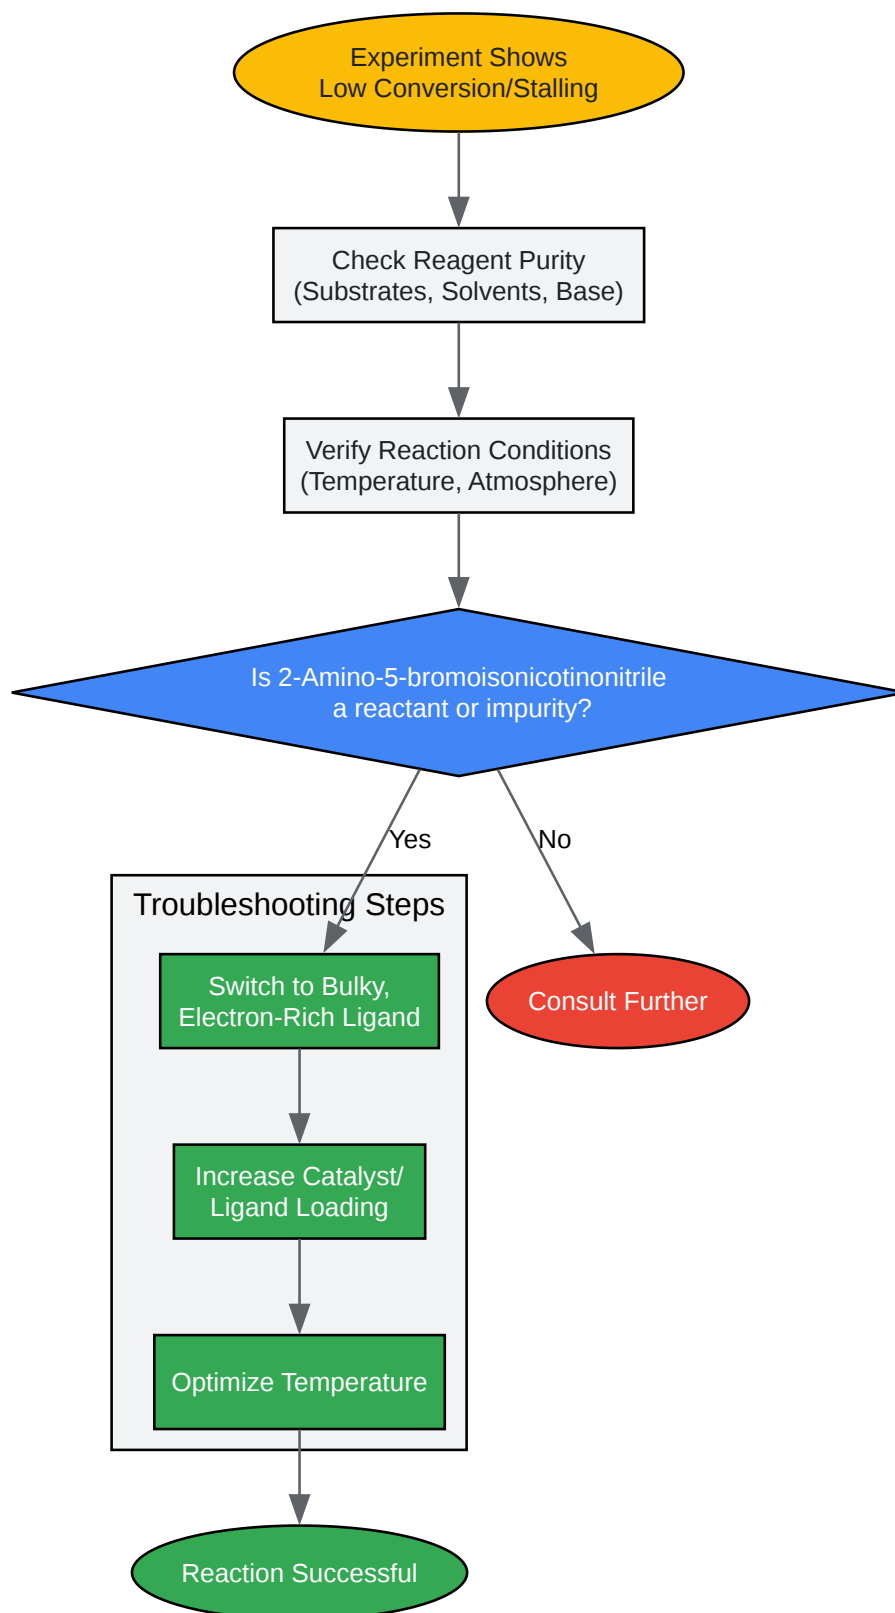 Experiment Shows
Low Conversion/Stalling
Check Reagent Purity
(Substrates, Solvents, Base)
Verify Reaction Conditions
(Temperature, Atmosphere)
Is 2-Amino-5-bromoisonicotinonitrile
a reactant or impurity?
Yes
No
Troubleshooting Steps
Switch to Bulky,
Electron-Rich Ligand
Consult Further
Increase Catalyst/
Ligand Loading
Optimize Temperature
Reaction Successful